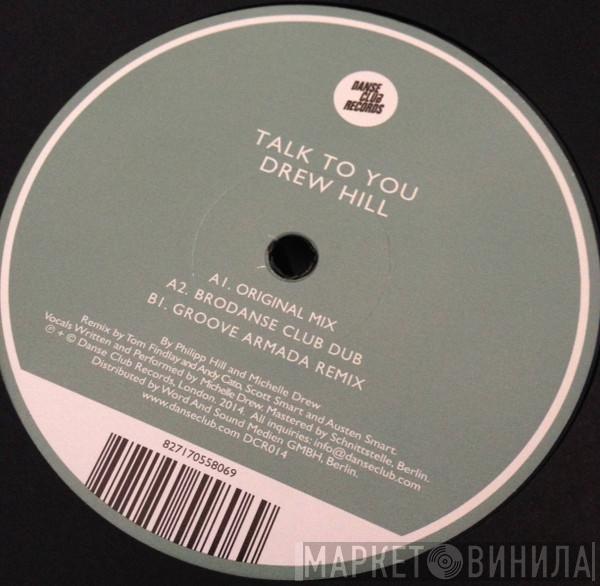 DANSE
CLUB
RECORDS
TALK TO YOU
DREW HILL
A1. ORIGINAL MIX
A2. BRODANSE CLUB DUB
B1. GROOVE ARMADA REMIX
By Philipp Hill and Michelle Drew
Remix by Tom Findlay and Andy Cato, Scott Smart and Austen Smart.
Vocals Written and Performed by Michelle Drew. Mastered by Schnittstelle, Berlin.
℗ + © Danse Club Records, London. 2014. All inquiries: info@danseclub.com
Distributed by Word And Sound Medien GMBH, Berlin.
www.danseclub.com DCR014
827170558069
МАРКЕТ ВИНИЛА